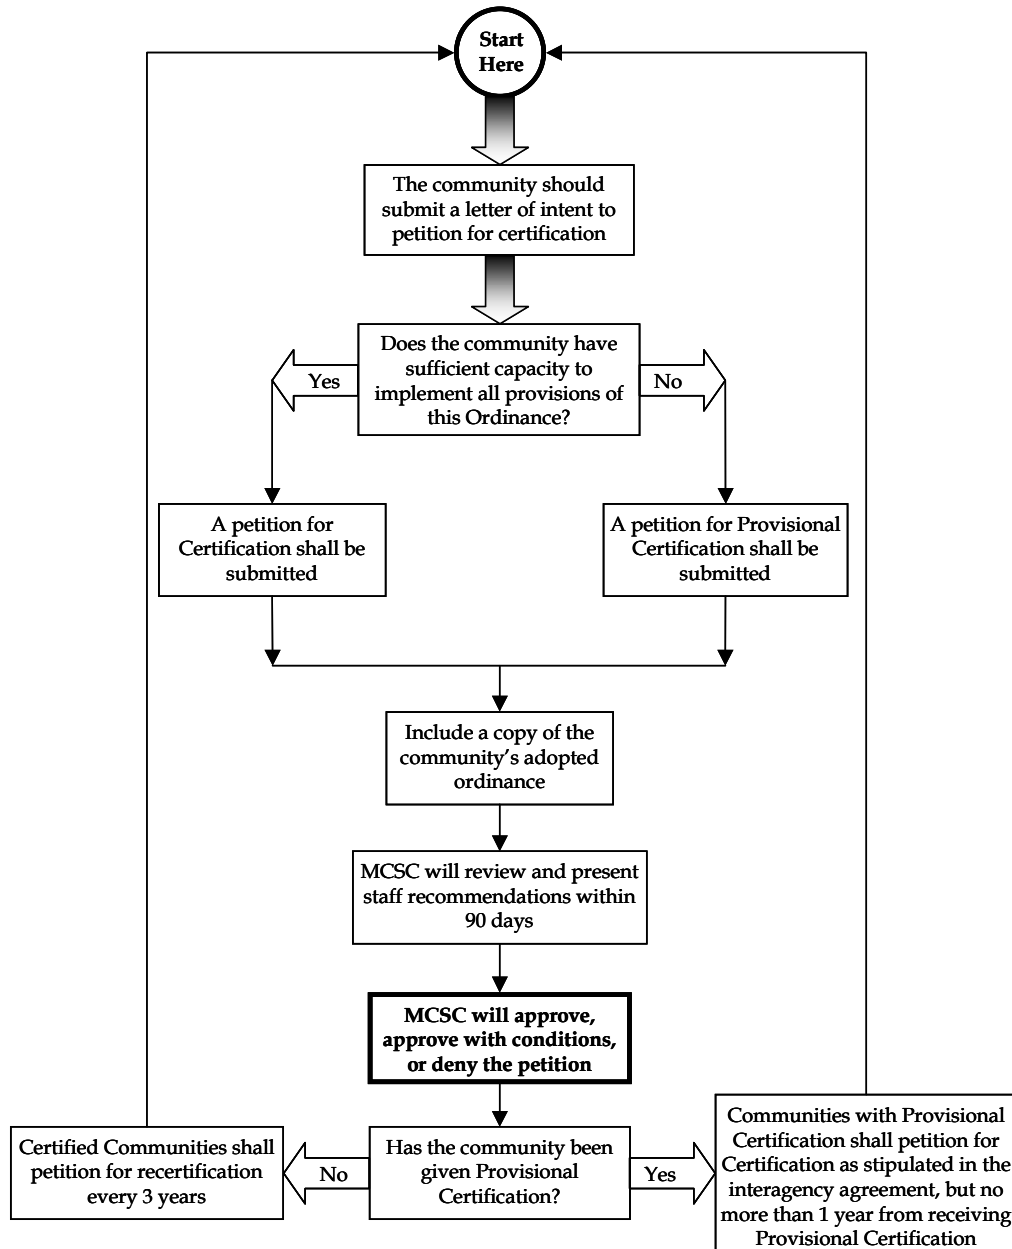 Start
Here
The community should
submit a letter of intent to
petition for certification
Does the community have
sufficient capacity to
implement all provisions of
this Ordinance?
Yes
No
A petition for
Certification shall be
submitted
A petition for Provisional
Certification shall be
submitted
Include a copy of the
community’s adopted
ordinance
MCSC will review and present
staff recommendations within
90 days
MCSC will approve,
approve with conditions,
or deny the petition
Certified Communities shall
petition for recertification
every 3 years
No
Has the community been
given Provisional
Certification?
Yes
Communities with Provisional
Certification shall petition for
Certification as stipulated in the
interagency agreement, but no
more than 1 year from receiving
Provisional Certification